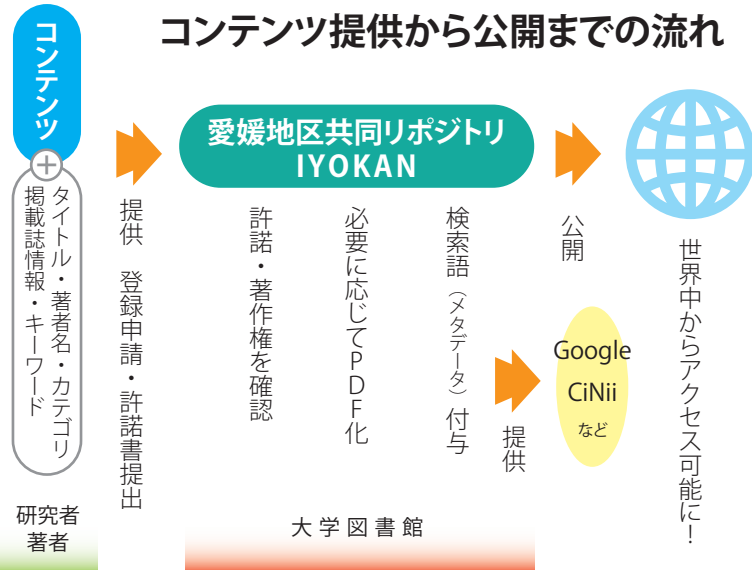 コンテンツ提供から公開までの流れ
コンテンツ
+
タイトル・著者名・カテゴリ
掲載誌情報・キーワード
研究者
著者
提供 登録申請・許諾書提出
愛媛地区共同リポジトリ
IYOKAN
許諾・著作権を確認
必要に応じてPDF化
検索語（メタデータ）付与
大学図書館
提供
公開
Google
CiNii
など
世界中からアクセス可能に！